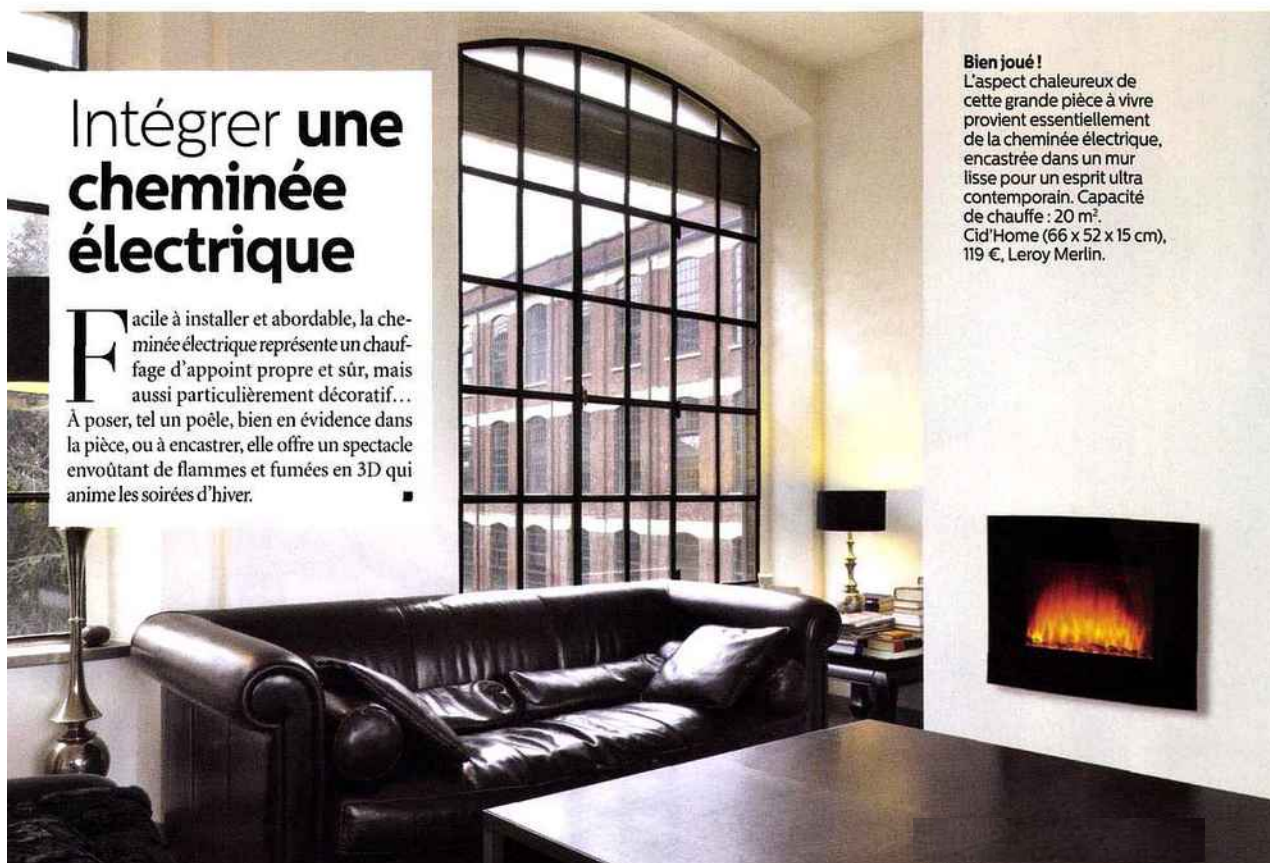 Intégrer une
cheminée
électrique
Facile à installer et abordable, la che-
minée électrique représente un chauf-
fage d'appoint propre et sûr, mais
aussi particulièrement décoratif…
À poser, tel un poêle, bien en évidence dans
la pièce, ou à encastrer, elle offre un spectacle
envoûtant de flammes et fumées en 3D qui
anime les soirées d'hiver.
Bien joué !
L'aspect chaleureux de
cette grande pièce à vivre
provient essentiellement
de la cheminée électrique,
encastrée dans un mur
lisse pour un esprit ultra
contemporain. Capacité
de chauffe : 20 m².
Cid'Home (66 x 52 x 15 cm),
119 €, Leroy Merlin.